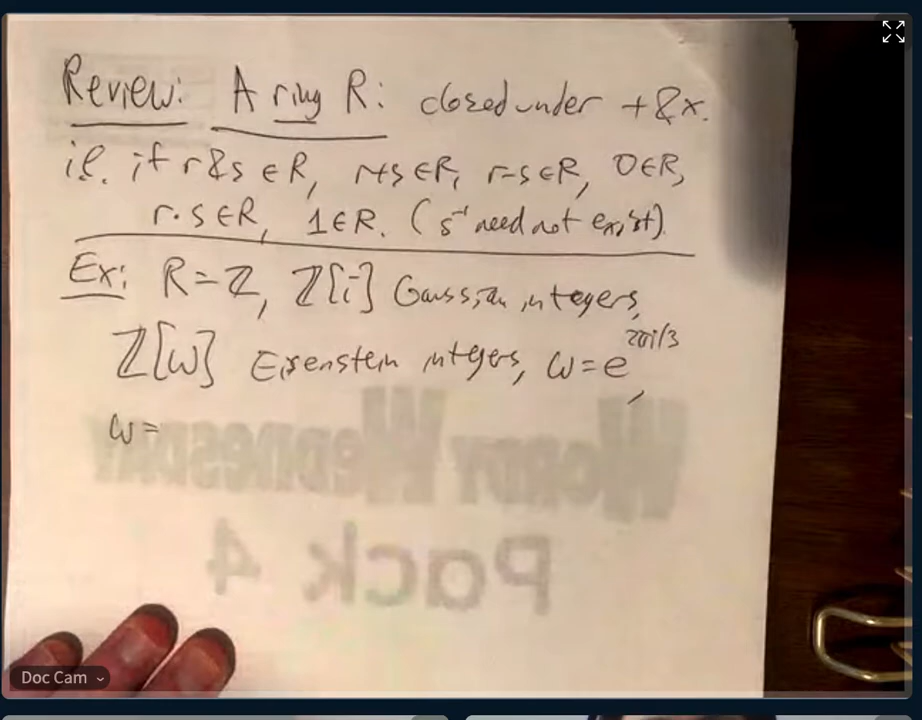 Review: A ring R: closed under + & x.
i.e. if r & s ∈ R, r+s ∈ R, r-s ∈ R, 0 ∈ R,
r·s ∈ R, 1 ∈ R. (s⁻¹ need not exist).
Ex: R = ℤ, ℤ[i] Gaussian integers,
ℤ[ω] Eisenstein integers, ω = e^{2πi/3},
ω =
WORDY WEDNESDAY
Pack 4
Doc Cam